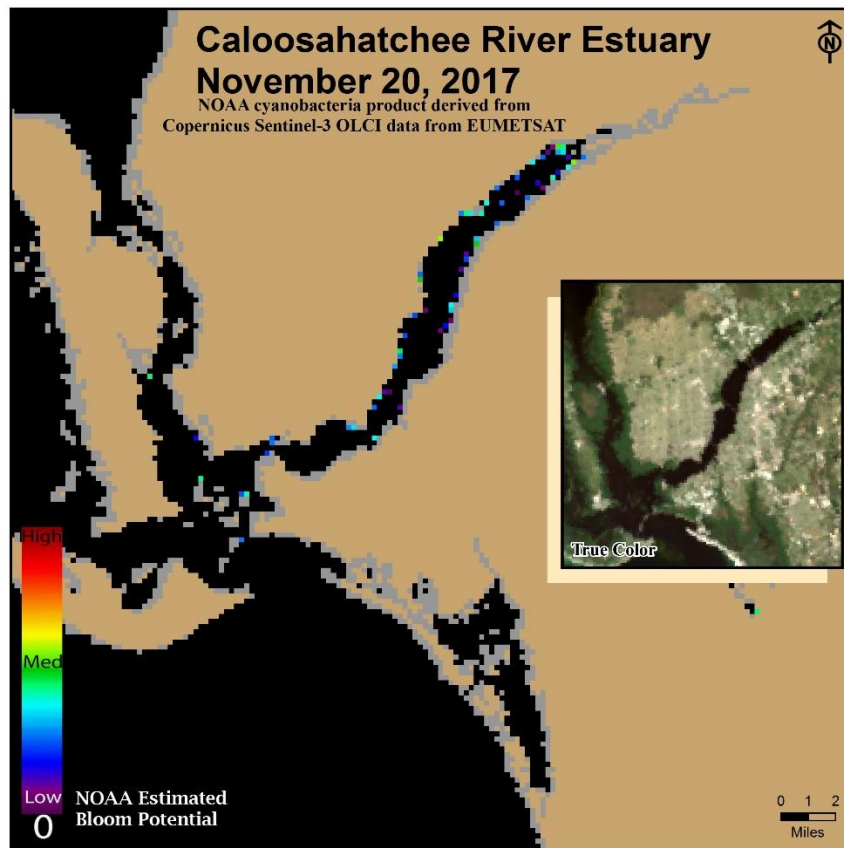 Caloosahatchee River Estuary
November 20, 2017
NOAA cyanobacteria product derived from
Copernicus Sentinel-3 OLCI data from EUMETSAT
N
True Color
High
Med
Low
0
NOAA Estimated
Bloom Potential
0 1 2
Miles